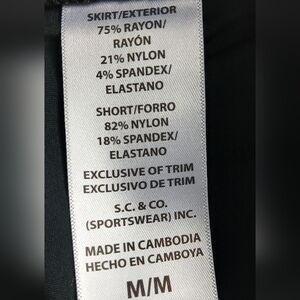 SKIRT/EXTERIOR
75% RAYON/
RAYÓN
21% NYLON
4% SPANDEX/
ELASTANO
SHORT/FORRO
82% NYLON
18% SPANDEX/
ELASTANO
EXCLUSIVE OF TRIM
EXCLUSIVO DE TRIM
S.C. & CO.
(SPORTSWEAR) INC.
MADE IN CAMBODIA
HECHO EN CAMBOYA
M/M